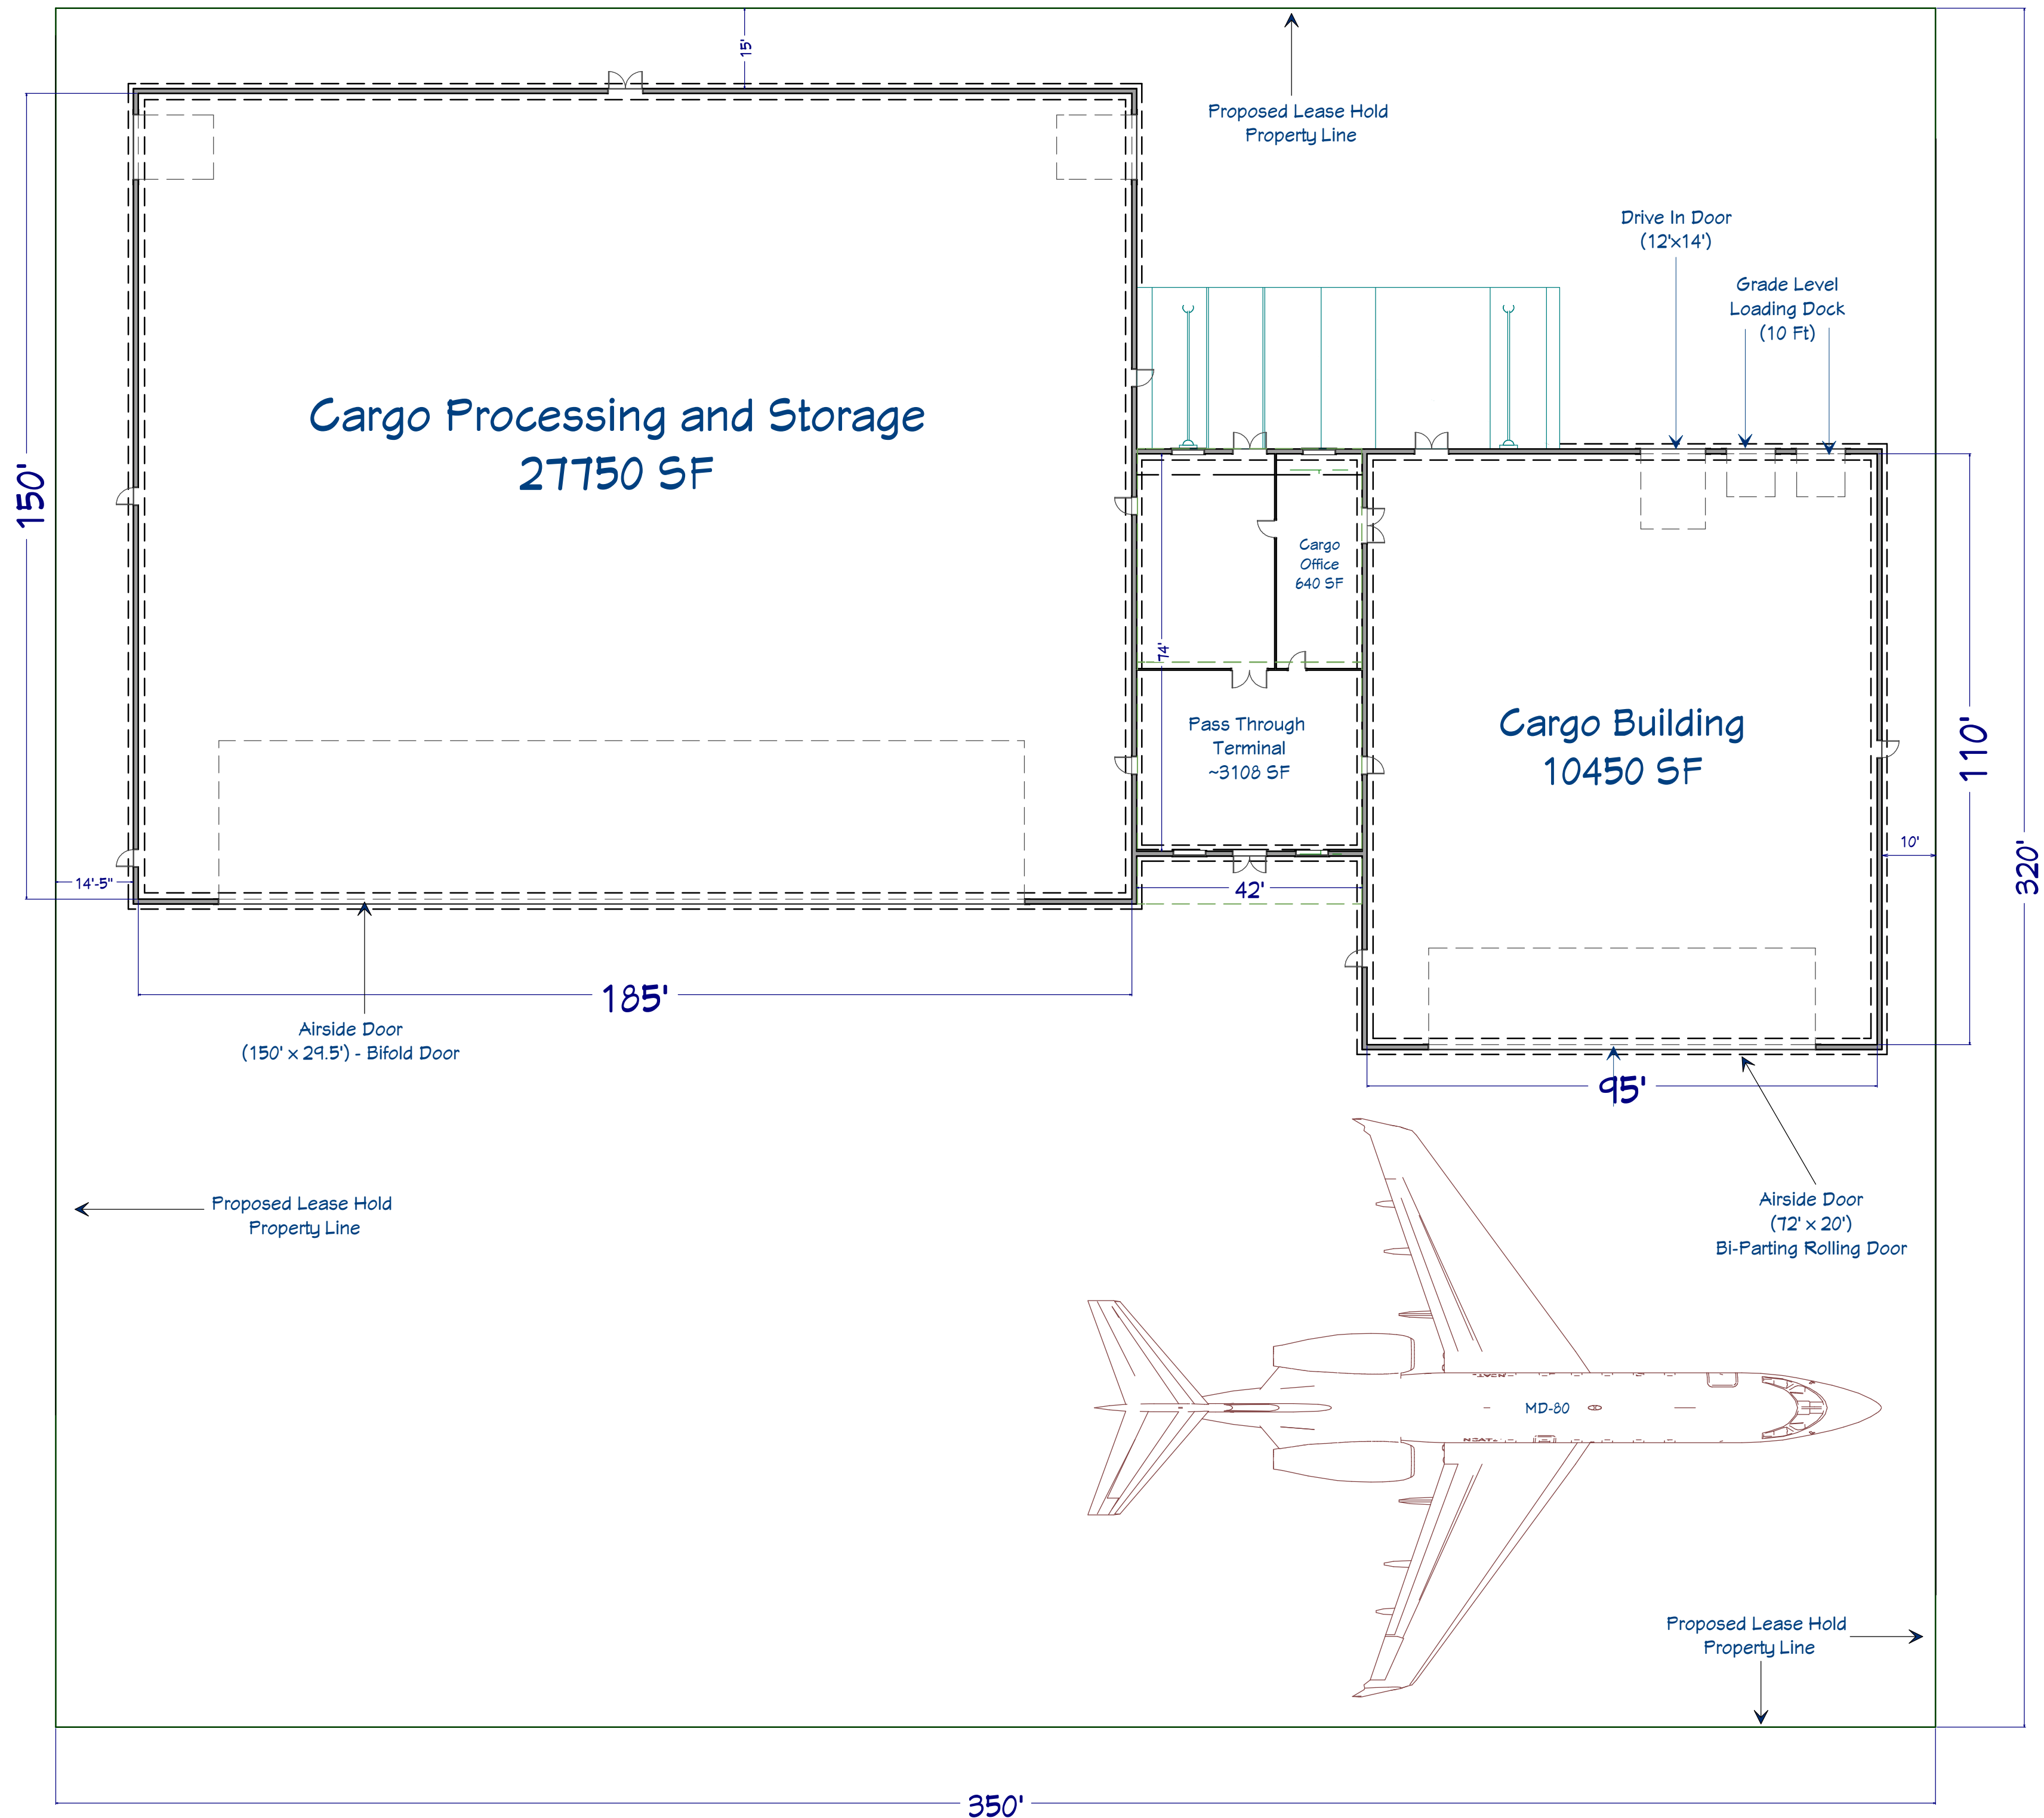 15'
Proposed Lease Hold
Property Line
Drive In Door
(12'x14')
Grade Level
Loading Dock
(10 Ft)
Cargo Processing and Storage
27750 SF
150'
Cargo
Office
640 SF
74'
Pass Through
Terminal
~3108 SF
Cargo Building
10450 SF
110'
10'
320'
14'-5"
42'
185'
Airside Door
(150' x 29.5') - Bifold Door
95'
Proposed Lease Hold
Property Line
Airside Door
(72' x 20')
Bi-Parting Rolling Door
MD-80
Proposed Lease Hold
Property Line
350'